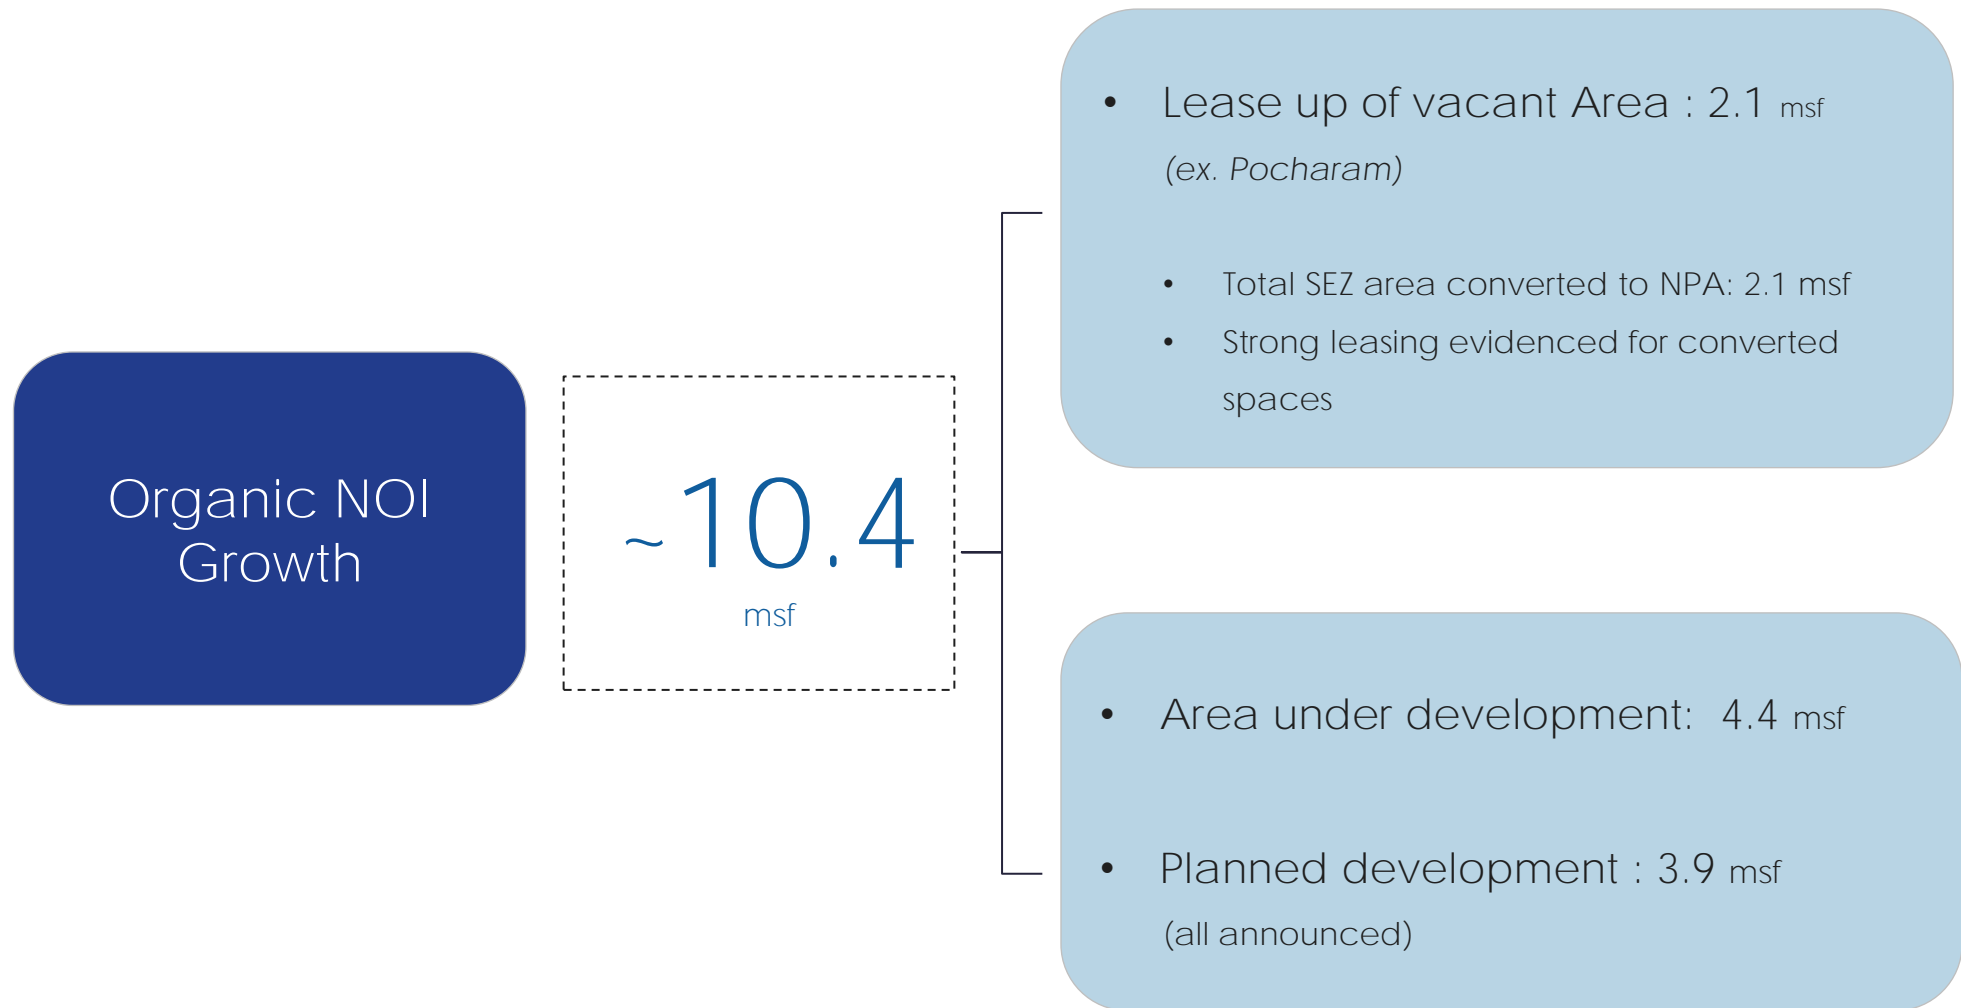 Organic NOI
Growth
~10.4
msf
• Lease up of vacant Area : 2.1 msf
(ex. Pocharam)
• Total SEZ area converted to NPA: 2.1 msf
• Strong leasing evidenced for converted
spaces
• Area under development: 4.4 msf
• Planned development : 3.9 msf
(all announced)